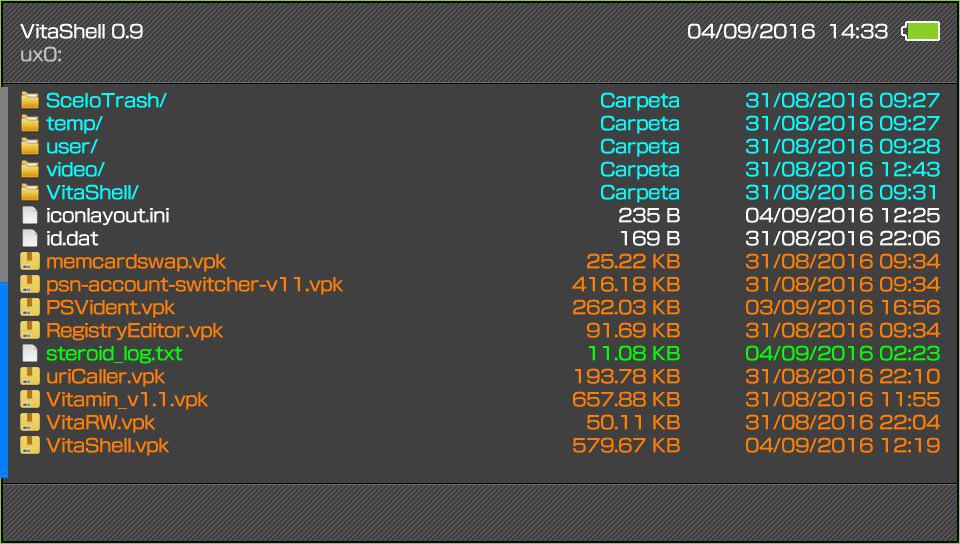 VitaShell 0.9 04/09/2016 14:33
ux0:
SceIoTrash/ Carpeta 31/08/2016 09:27
temp/ Carpeta 31/08/2016 09:27
user/ Carpeta 31/08/2016 09:28
video/ Carpeta 31/08/2016 12:43
VitaShell/ Carpeta 31/08/2016 09:31
iconlayout.ini 235 B 04/09/2016 12:25
id.dat 169 B 31/08/2016 22:06
memcardswap.vpk 25.22 KB 31/08/2016 09:34
psn-account-switcher-v11.vpk 416.18 KB 31/08/2016 09:34
PSVident.vpk 262.03 KB 03/09/2016 16:56
RegistryEditor.vpk 91.69 KB 31/08/2016 09:34
steroid_log.txt 11.08 KB 04/09/2016 02:23
uriCaller.vpk 193.78 KB 31/08/2016 22:10
Vitamin_v1.1.vpk 657.88 KB 31/08/2016 11:55
VitaRW.vpk 50.11 KB 31/08/2016 22:04
VitaShell.vpk 579.67 KB 04/09/2016 12:19